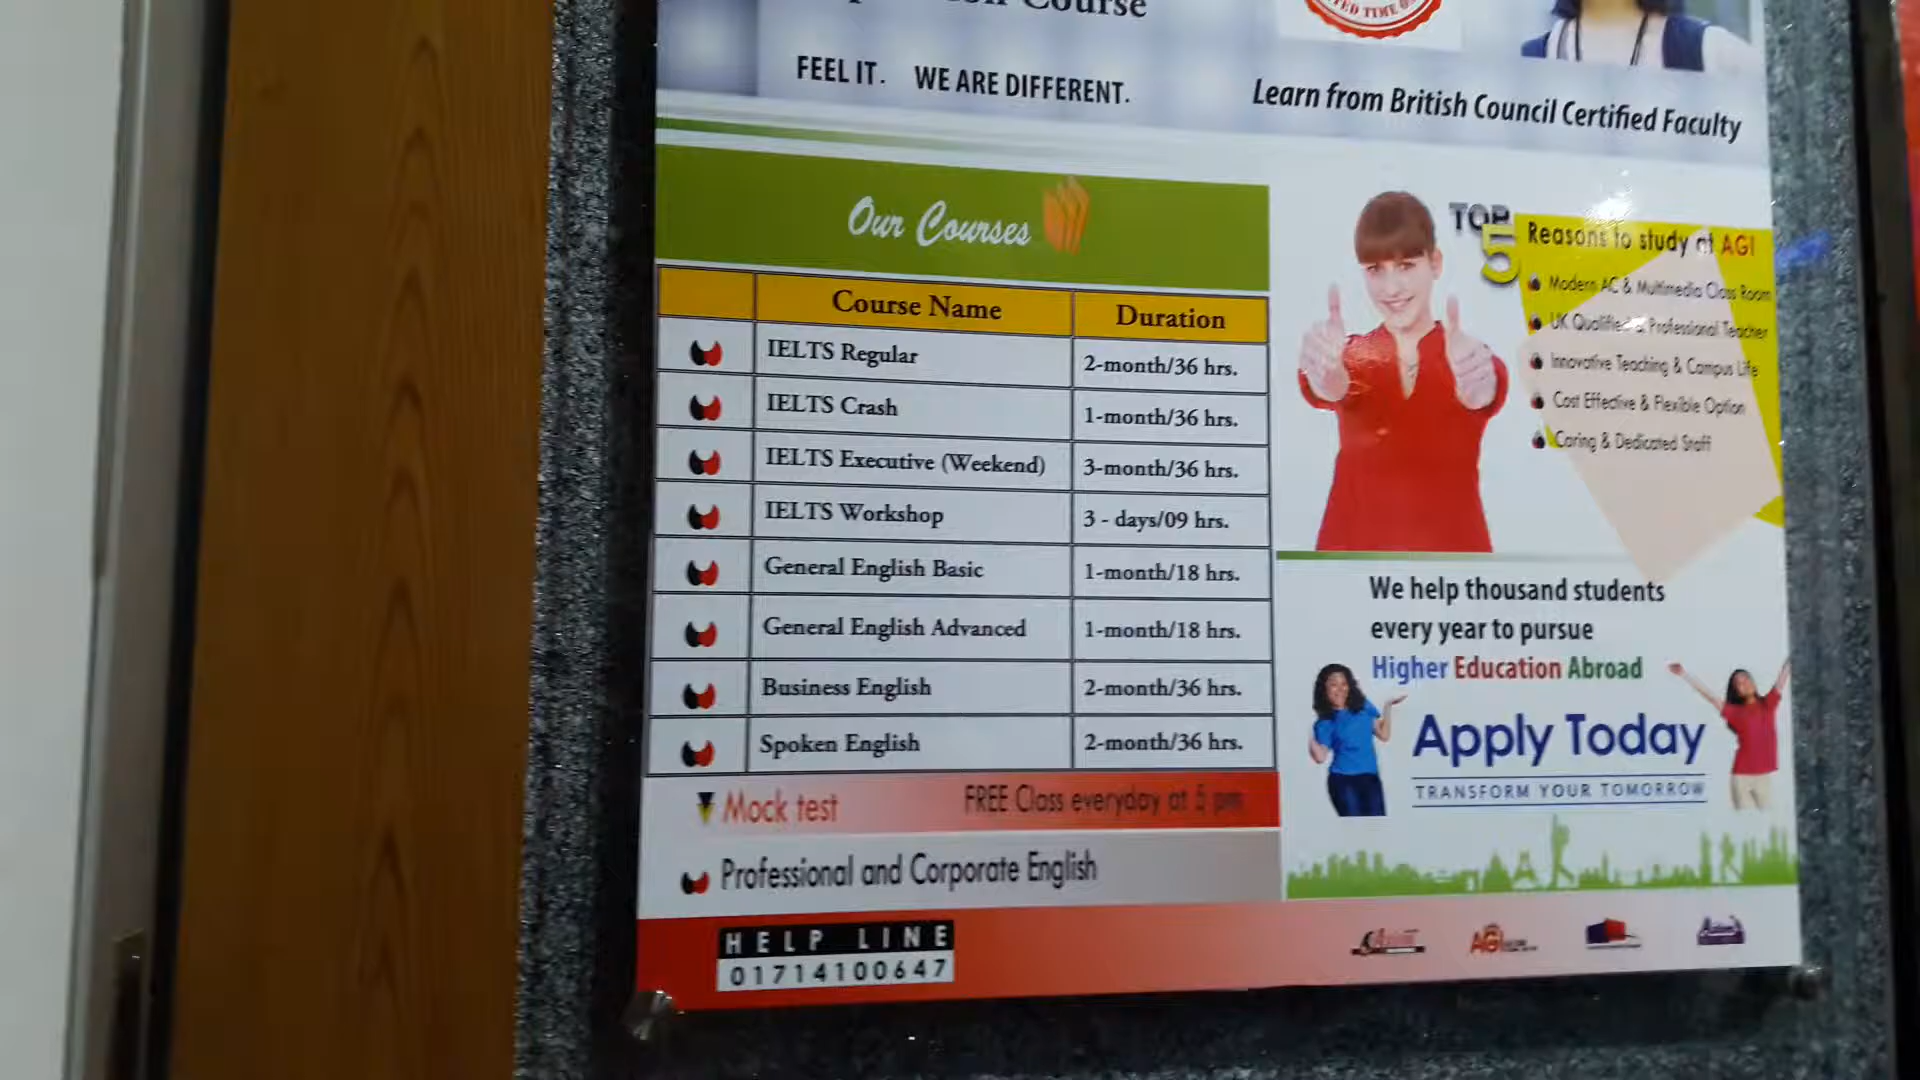 Course
FEEL IT. WE ARE DIFFERENT.
Learn from British Council Certified Faculty
Our Courses
Course Name Duration
IELTS Regular 2-month/36 hrs.
IELTS Crash 1-month/36 hrs.
IELTS Executive (Weekend) 3-month/36 hrs.
IELTS Workshop 3 - days/09 hrs.
General English Basic 1-month/18 hrs.
General English Advanced 1-month/18 hrs.
Business English 2-month/36 hrs.
Spoken English 2-month/36 hrs.
Mock test FREE Class everyday at 5 pm
Professional and Corporate English
HELP LINE
01714100647
TOP 5 Reasons to study at AGI
Modern AC & Multimedia Class Room
UK Qualified & Professional Teacher
Innovative Teaching & Campus Life
Cost Effective & Flexible Option
Caring & Dedicated Staff
We help thousand students
every year to pursue
Higher Education Abroad
Apply Today
TRANSFORM YOUR TOMORROW
AGI